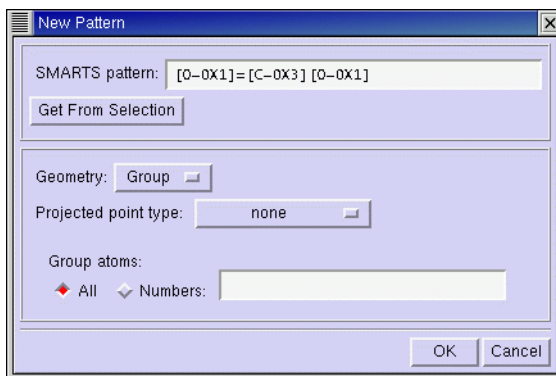 New Pattern
SMARTS pattern: [O-0X1]=[C-0X3][O-0X1]
Get From Selection
Geometry: Group
Projected point type: none
Group atoms:
All Numbers:
OK Cancel